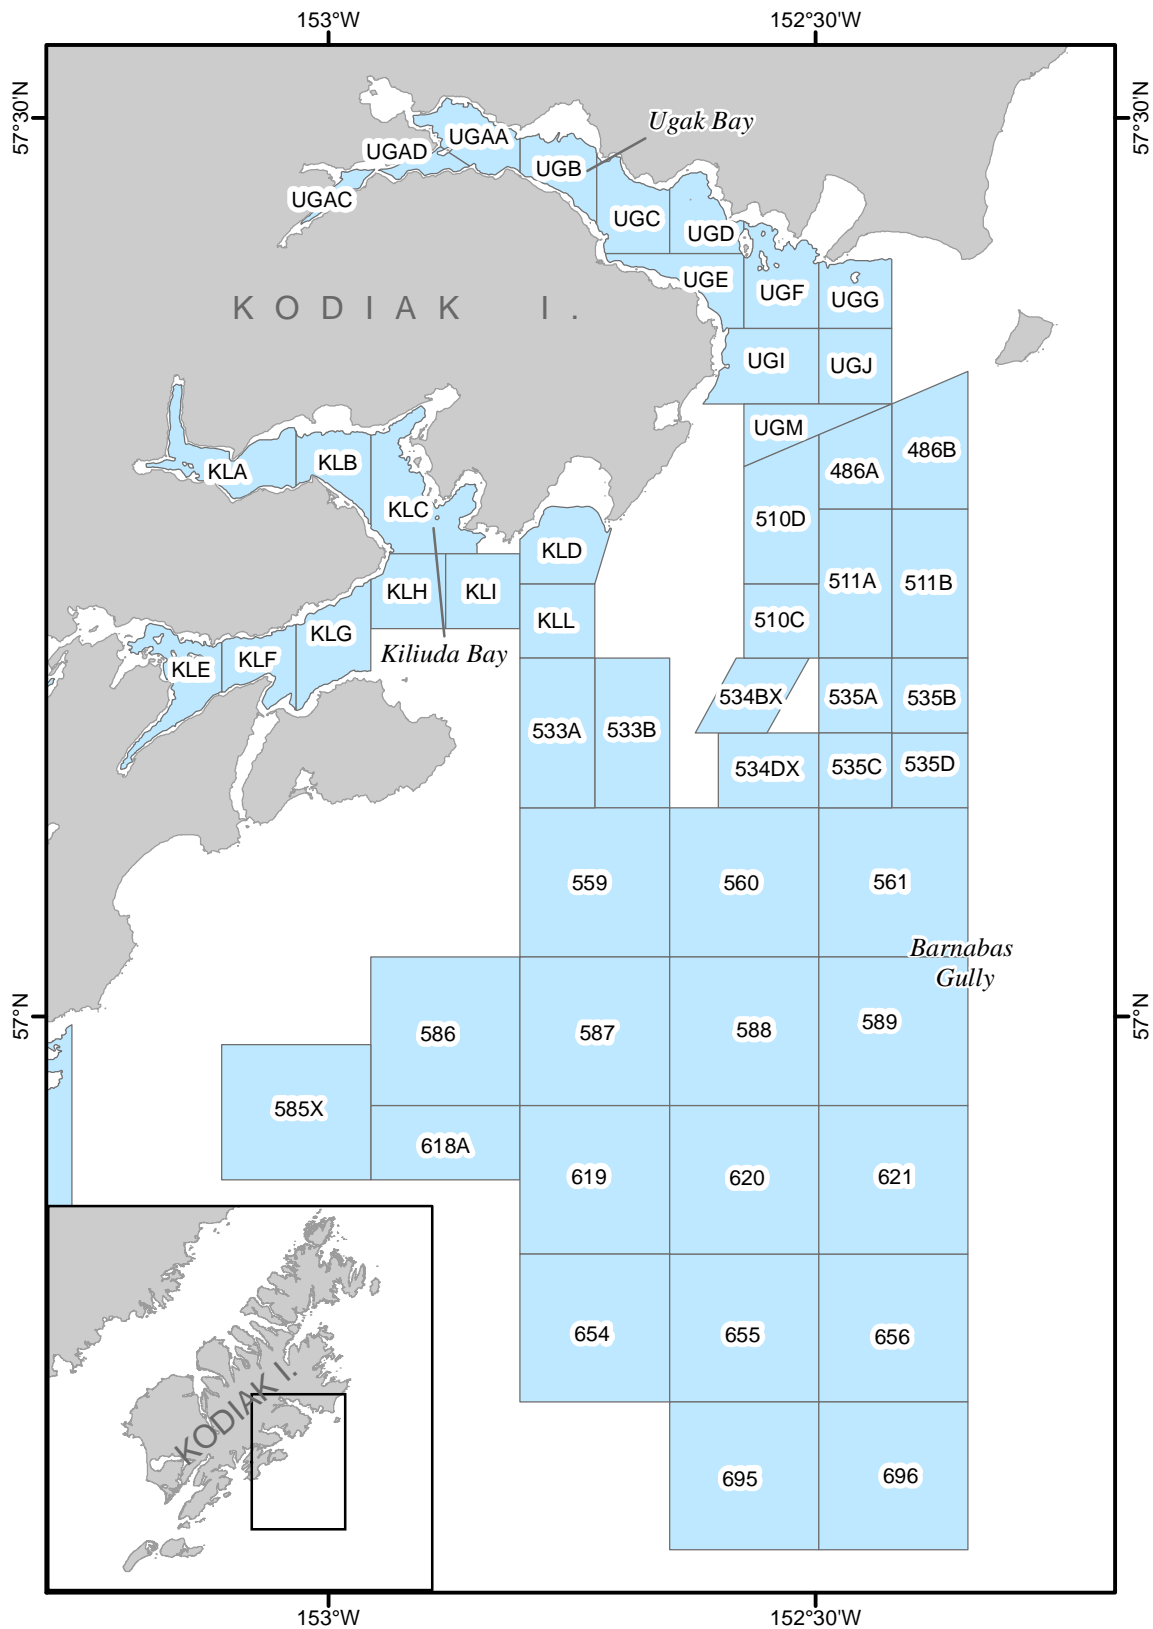 153°W
152°30'W
57°30'N
57°30'N
Ugak Bay
UGAA
UGAD
UGB
UGAC
UGC
UGD
UGE
UGF
UGG
KODIAK I.
UGI
UGJ
UGM
486B
KLB
KLA
486A
KLC
510D
KLD
511A
511B
KLH
KLI
KLL
510C
KLG
Kiliuda Bay
KLF
KLE
534BX
535A
535B
533A
533B
534DX
535C
535D
559
560
561
Barnabas
Gully
57°N
57°N
586
587
588
589
585X
618A
619
620
621
654
655
656
KODIAK I.
695
696
153°W
152°30'W